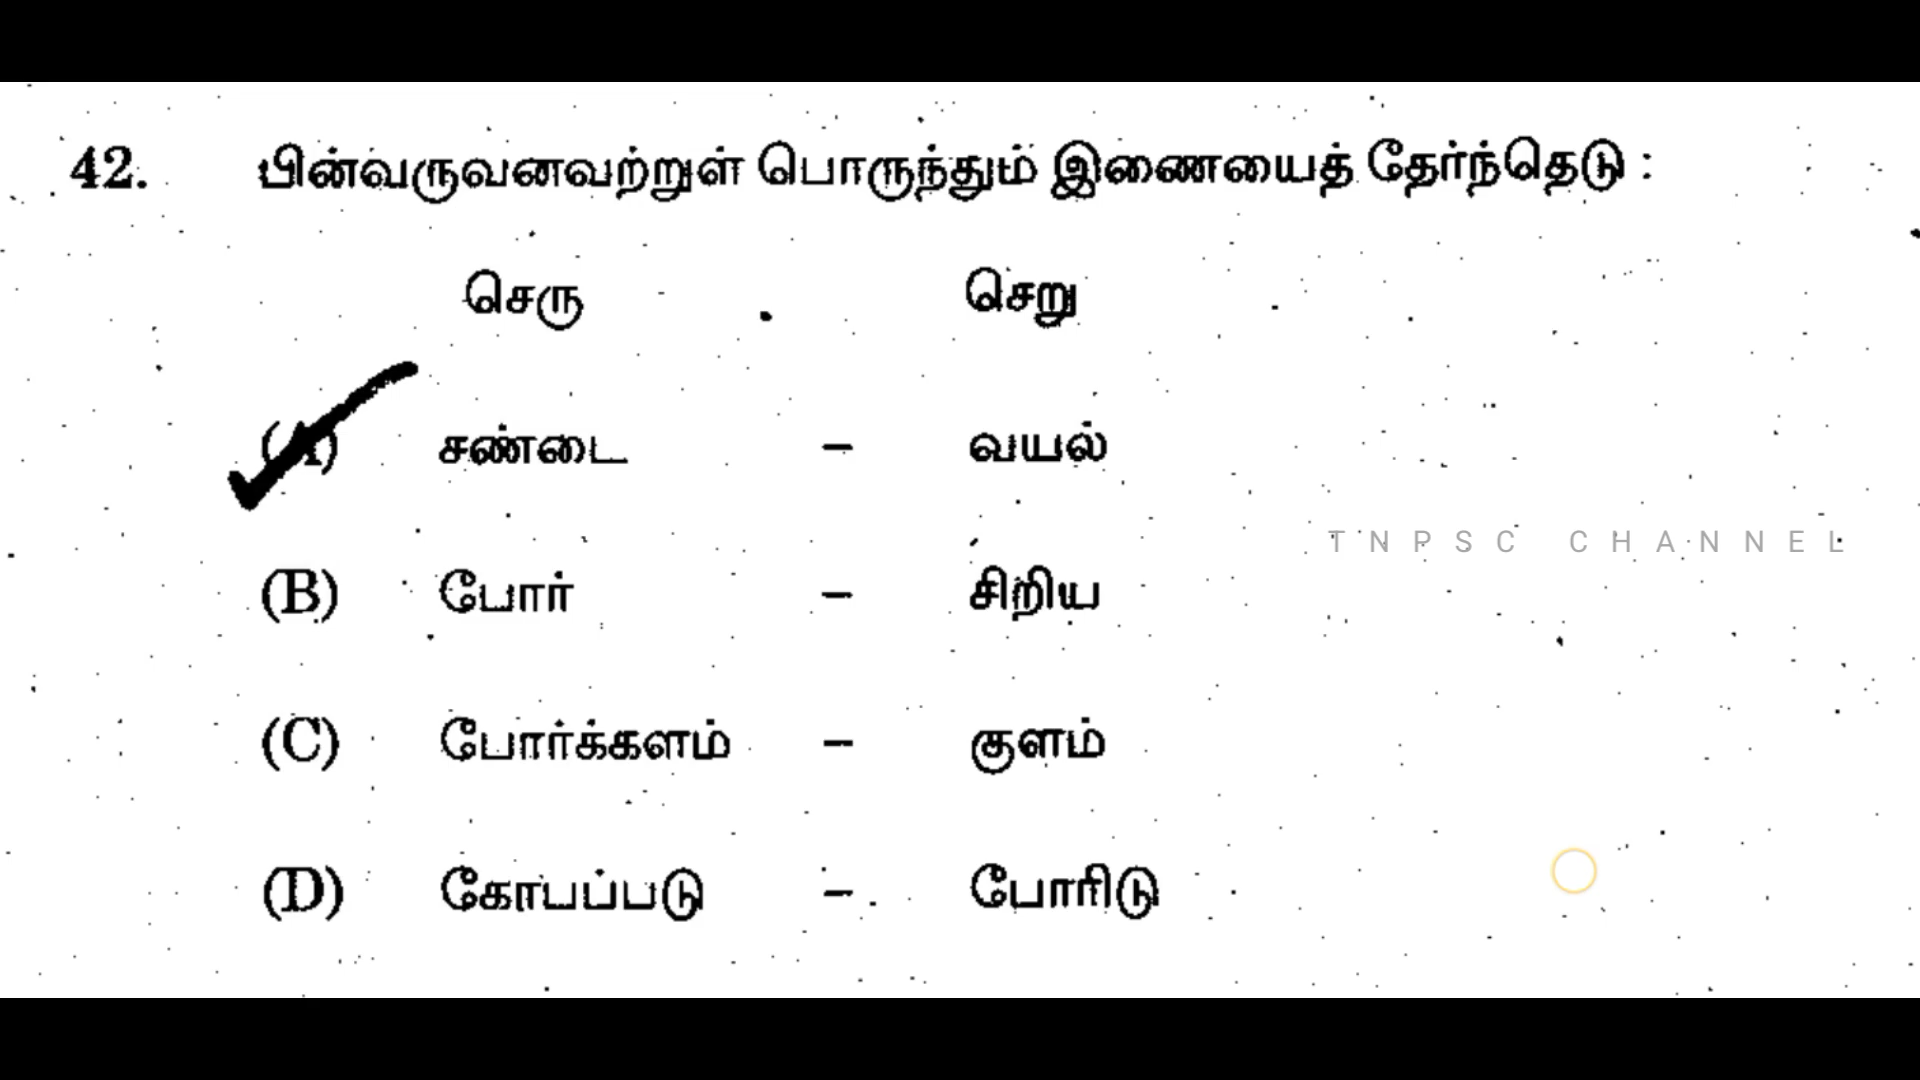 42. பின்வருவனவற்றுள் பொருந்தும் இணையைத் தேர்ந்தெடு :
செரு செறு
(A) சண்டை – வயல்
TNPSC CHANNEL
(B) போர் – சிறிய
(C) போர்க்களம் – குளம்
(D) கோபப்படு – போரிடு